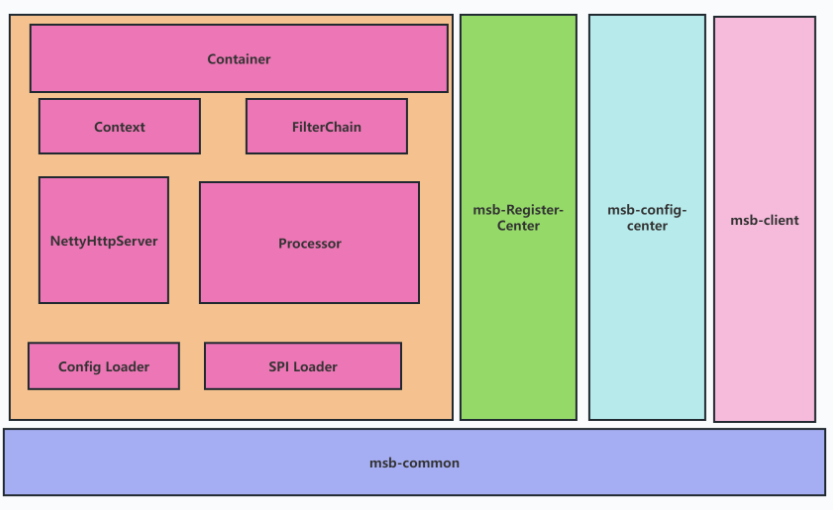 Container
Context
FilterChain
NettyHttpServer
Processor
Config Loader
SPI Loader
msb-Register-
Center
msb-config-
center
msb-client
msb-common